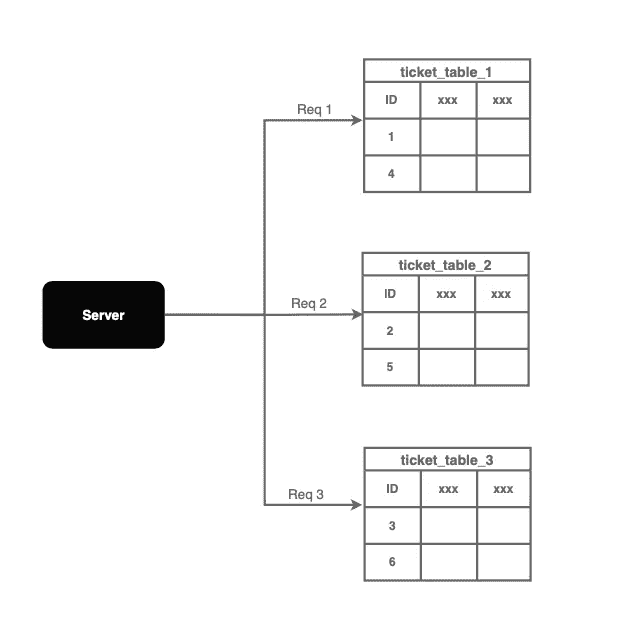 ticket_table_1
ID xxx xxx
Req 1
1
4
ticket_table_2
ID xxx xxx
Req 2
Server
2
5
ticket_table_3
ID xxx xxx
Req 3
3
6